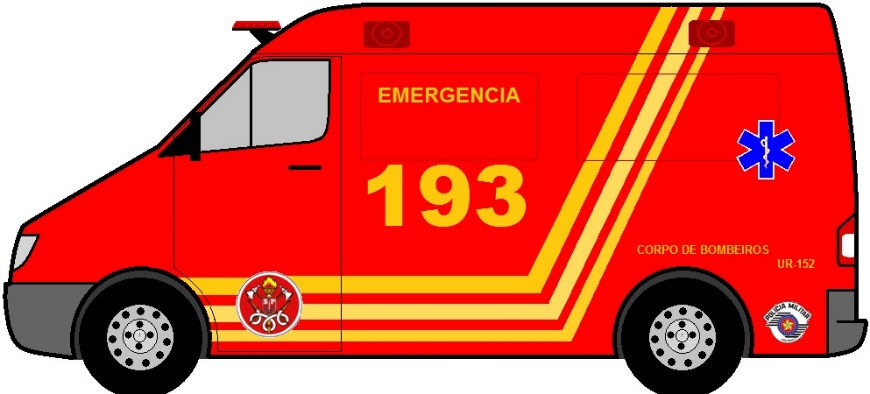 EMERGENCIA
193
CORPO DE BOMBEIROS
UR-152
POLÍCIA MILITAR